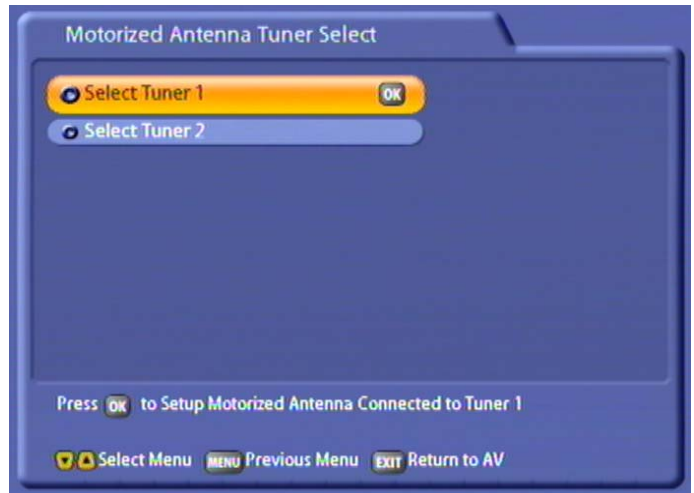 Motorized Antenna Tuner Select
Select Tuner 1 OK
Select Tuner 2
Press OK to Setup Motorized Antenna Connected to Tuner 1
Select Menu MENU Previous Menu EXIT Return to AV